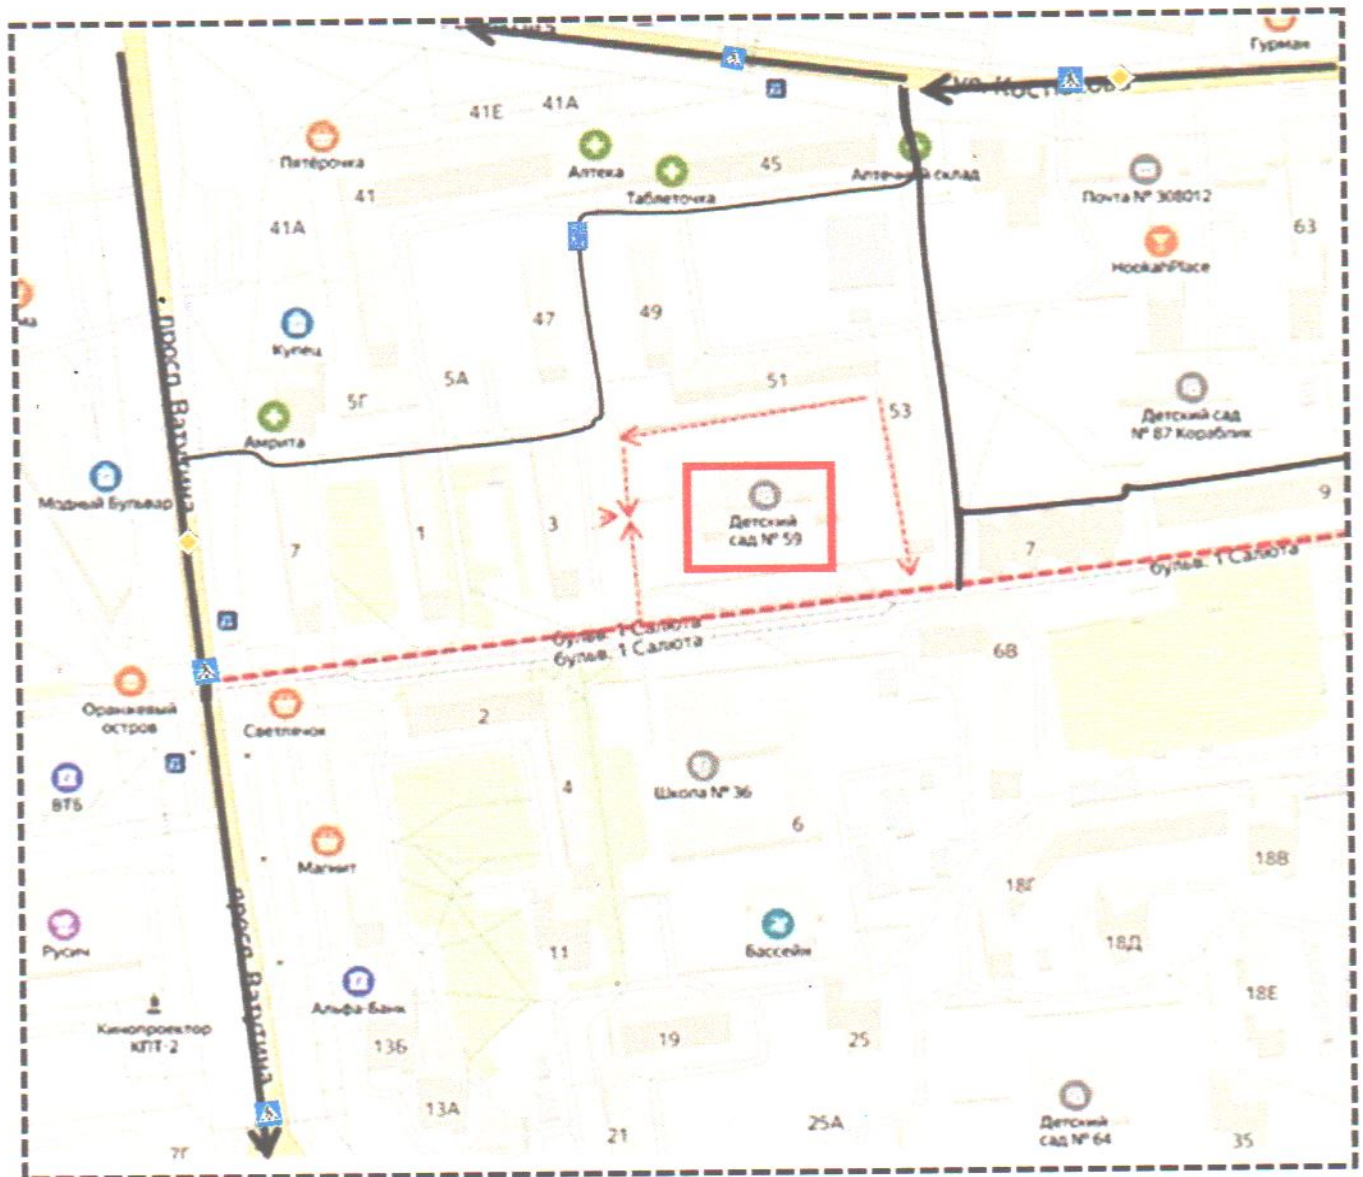 Гурман
41Е
41А
Пятёрочка
Аптека
45
Таблеточка
Аптечный склад
Почта № 308012
41
41А
63
HookahPlace
47
49
Купец
5Г
5А
51
53
Детский сад
№ 87 Кораблик
Амрита
просп. Ватутина
Модный Бульвар
Детский
сад № 59
7
1
3
7
9
бульв. 1 Салюта
бульв. 1 Салюта
бульв. 1 Салюта
6В
Оранжевый
остров
Светлячок
2
ВТБ
4
Школа № 36
6
Магнит
18В
18Г
Русич
11
Бассейн
18Д
Альфа-Банк
18Е
Кинопроектор
КПТ-2
просп. Ватутина
13Б
19
25
13А
21
25А
Детский
сад № 64
35
7Г